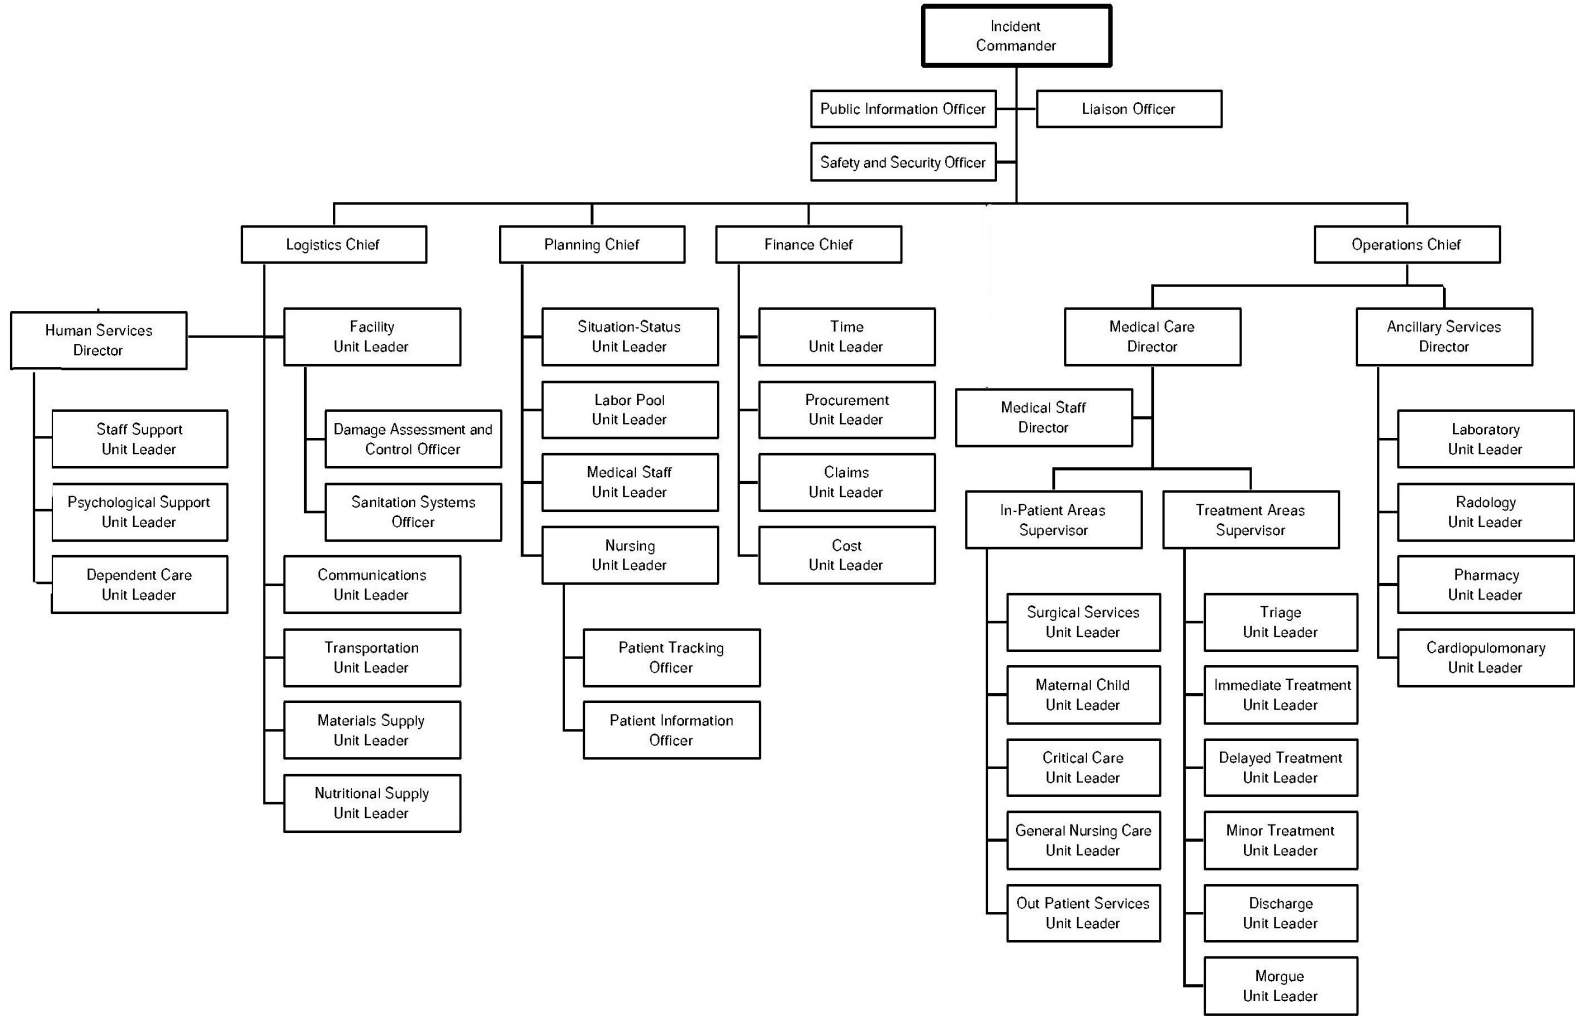 Incident
Commander
Public Information Officer
Liaison Officer
Safety and Security Officer
Logistics Chief
Planning Chief
Finance Chief
Operations Chief
Human Services
Director
Staff Support
Unit Leader
Psychological Support
Unit Leader
Dependent Care
Unit Leader
Facility
Unit Leader
Damage Assessment and
Control Officer
Sanitation Systems
Officer
Communications
Unit Leader
Transportation
Unit Leader
Materials Supply
Unit Leader
Nutritional Supply
Unit Leader
Situation-Status
Unit Leader
Labor Pool
Unit Leader
Medical Staff
Unit Leader
Nursing
Unit Leader
Patient Tracking
Officer
Patient Information
Officer
Time
Unit Leader
Procurement
Unit Leader
Claims
Unit Leader
Cost
Unit Leader
Medical Care
Director
Medical Staff
Director
In-Patient Areas
Supervisor
Surgical Services
Unit Leader
Maternal Child
Unit Leader
Critical Care
Unit Leader
General Nursing Care
Unit Leader
Out Patient Services
Unit Leader
Treatment Areas
Supervisor
Triage
Unit Leader
Immediate Treatment
Unit Leader
Delayed Treatment
Unit Leader
Minor Treatment
Unit Leader
Discharge
Unit Leader
Morgue
Unit Leader
Ancillary Services
Director
Laboratory
Unit Leader
Radology
Unit Leader
Pharmacy
Unit Leader
Cardiopulomonary
Unit Leader